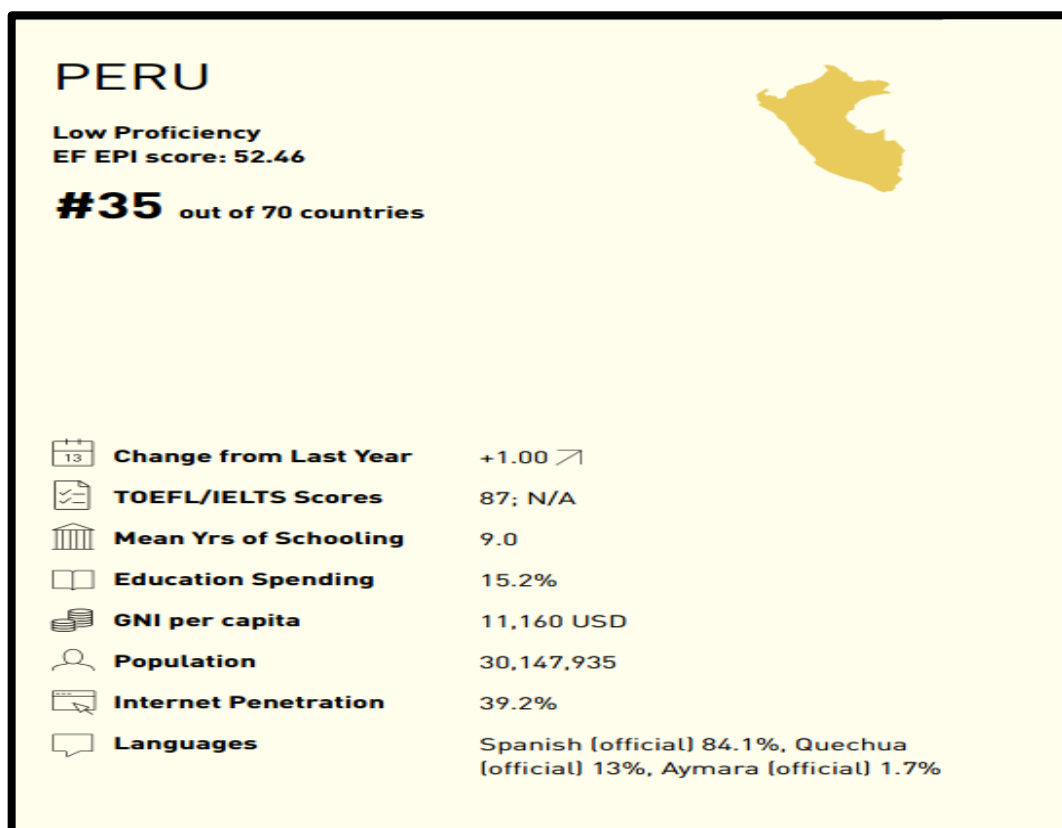 PERU
Low Proficiency
EF EPI score: 52.46
#35 out of 70 countries
13
Change from Last Year +1.00
TOEFL/IELTS Scores 87; N/A
Mean Yrs of Schooling 9.0
Education Spending 15.2%
GNI per capita 11,160 USD
Population 30,147,935
Internet Penetration 39.2%
Languages Spanish (official) 84.1%, Quechua
(official) 13%, Aymara (official) 1.7%